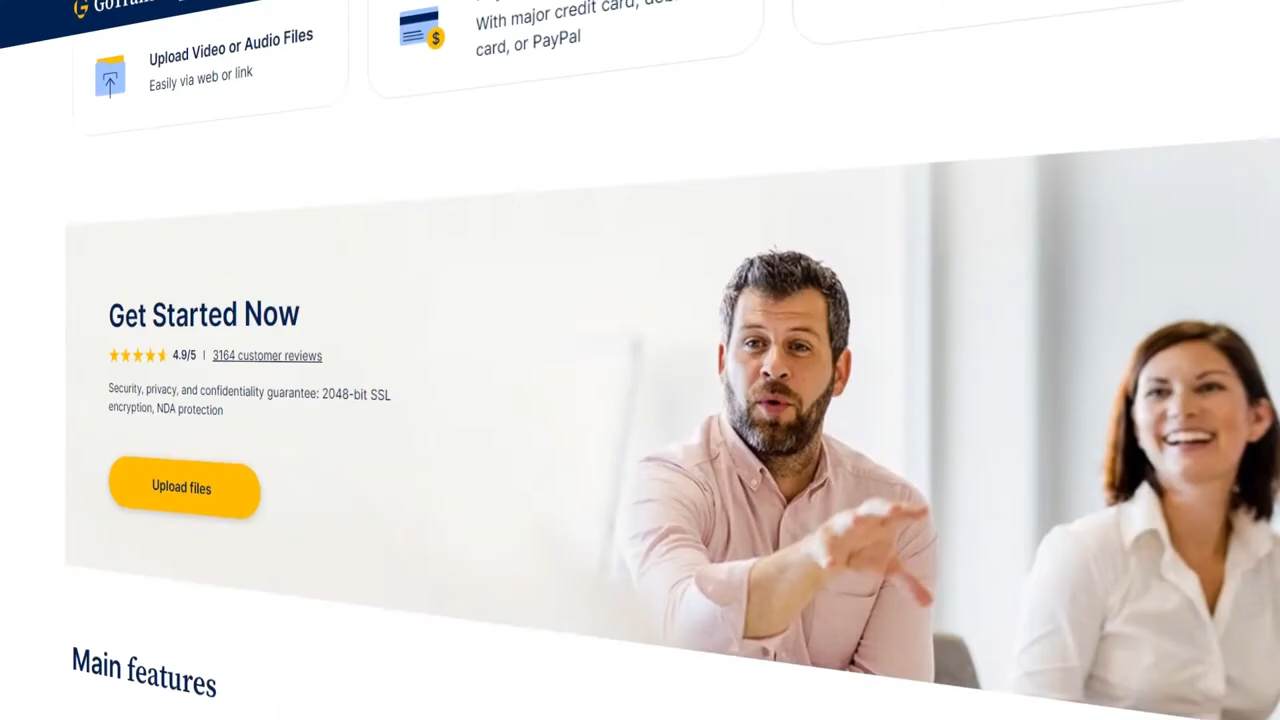 Upload Video or Audio Files
Easily via web or link
With major credit card,
card, or PayPal
Get Started Now
4.9/5 | 3164 customer reviews
Security, privacy, and confidentiality guarantee: 2048-bit SSL
encryption, NDA protection
Upload files
Main features